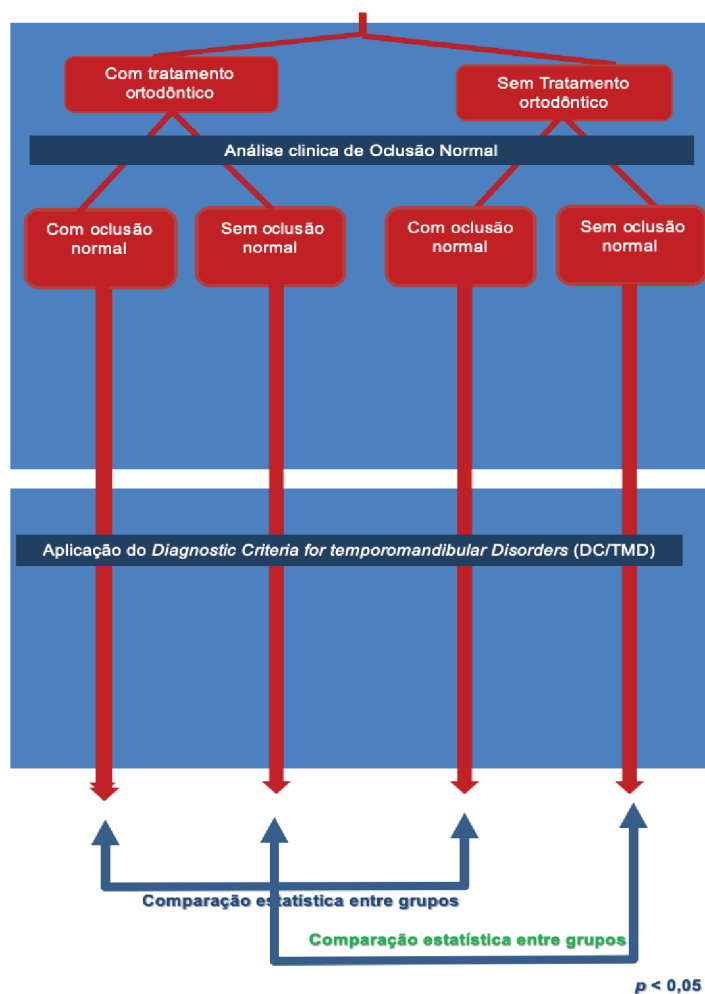 Com tratamento
ortodôntico
Sem Tratamento
ortodôntico
Análise clinica de Oclusão Normal
Com oclusão
normal
Sem oclusão
normal
Com oclusão
normal
Sem oclusão
normal
Aplicação do Diagnostic Criteria for temporomandibular Disorders (DC/TMD)
Comparação estatística entre grupos
Comparação estatística entre grupos
p < 0,05